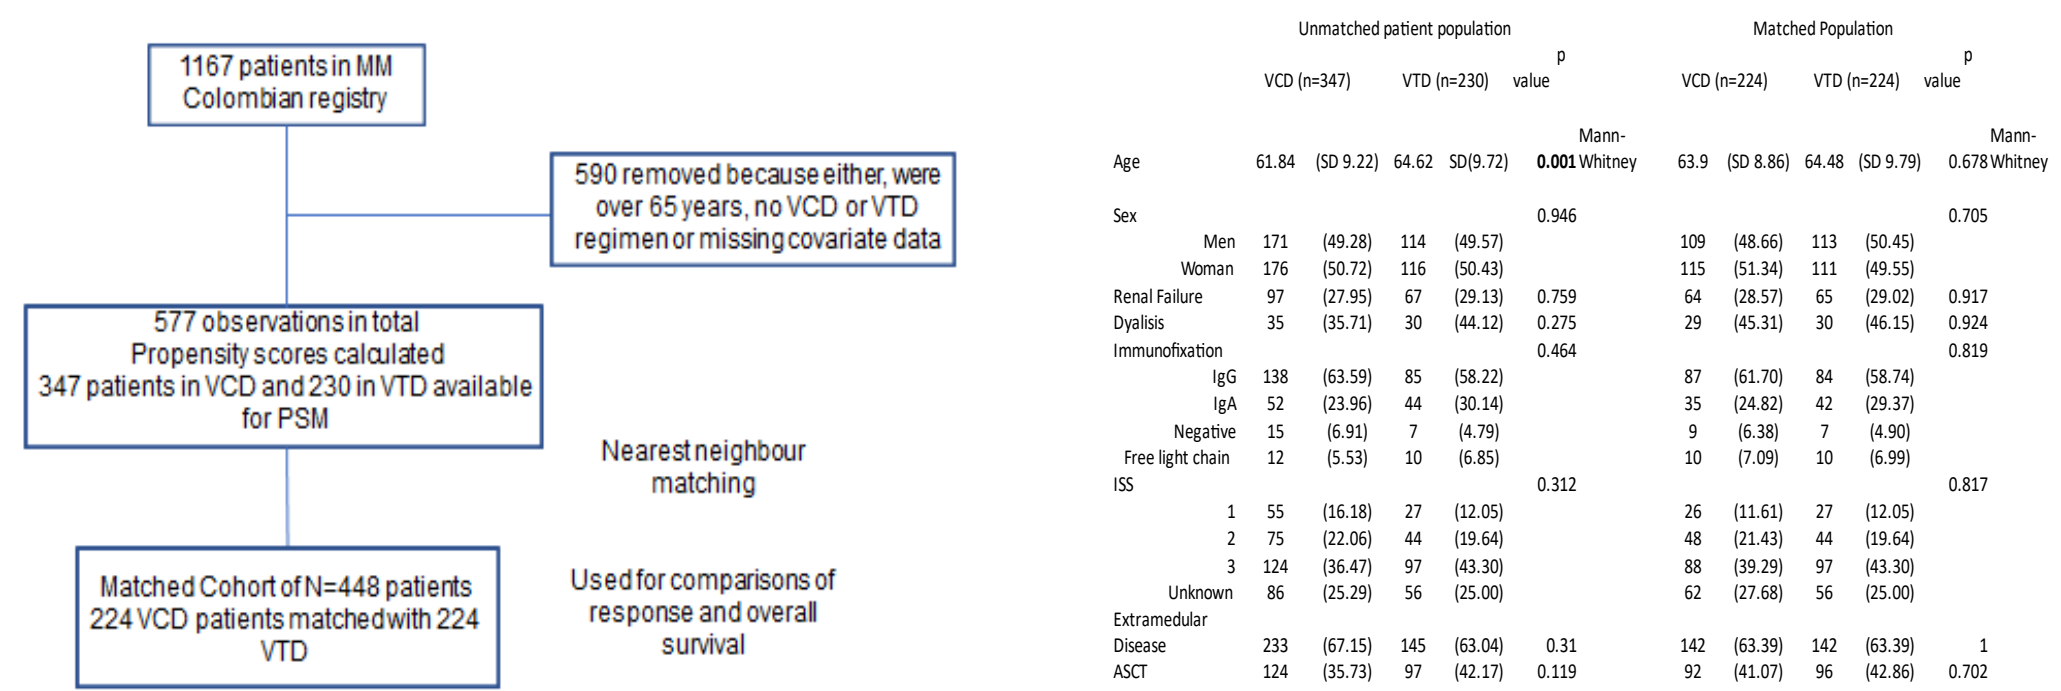 1167 patients in MM
Colombian registry
590 removed because either, were
over 65 years, no VCD or VTD
regimen or missing covariate data
577 observations in total
Propensity scores calculated
347 patients in VCD and 230 in VTD available
for PSM
Nearest neighbour
matching
Matched Cohort of N=448 patients
224 VCD patients matched with 224
VTD
Used for comparisons of
response and overall
survival
Unmatched patient population Matched Population
p p
VCD (n=347) VTD (n=230) value VCD (n=224) VTD (n=224) value
Mann- Mann-
Age 61.84 (SD 9.22) 64.62 SD(9.72) 0.001 Whitney 63.9 (SD 8.86) 64.48 (SD 9.79) 0.678 Whitney
Sex 0.946 0.705
Men 171 (49.28) 114 (49.57) 109 (48.66) 113 (50.45)
Woman 176 (50.72) 116 (50.43) 115 (51.34) 111 (49.55)
Renal Failure 97 (27.95) 67 (29.13) 0.759 64 (28.57) 65 (29.02) 0.917
Dyalisis 35 (35.71) 30 (44.12) 0.275 29 (45.31) 30 (46.15) 0.924
Immunofixation 0.464 0.819
IgG 138 (63.59) 85 (58.22) 87 (61.70) 84 (58.74)
IgA 52 (23.96) 44 (30.14) 35 (24.82) 42 (29.37)
Negative 15 (6.91) 7 (4.79) 9 (6.38) 7 (4.90)
Free light chain 12 (5.53) 10 (6.85) 10 (7.09) 10 (6.99)
ISS 0.312 0.817
1 55 (16.18) 27 (12.05) 26 (11.61) 27 (12.05)
2 75 (22.06) 44 (19.64) 48 (21.43) 44 (19.64)
3 124 (36.47) 97 (43.30) 88 (39.29) 97 (43.30)
Unknown 86 (25.29) 56 (25.00) 62 (27.68) 56 (25.00)
Extramedular
Disease 233 (67.15) 145 (63.04) 0.31 142 (63.39) 142 (63.39) 1
ASCT 124 (35.73) 97 (42.17) 0.119 92 (41.07) 96 (42.86) 0.702